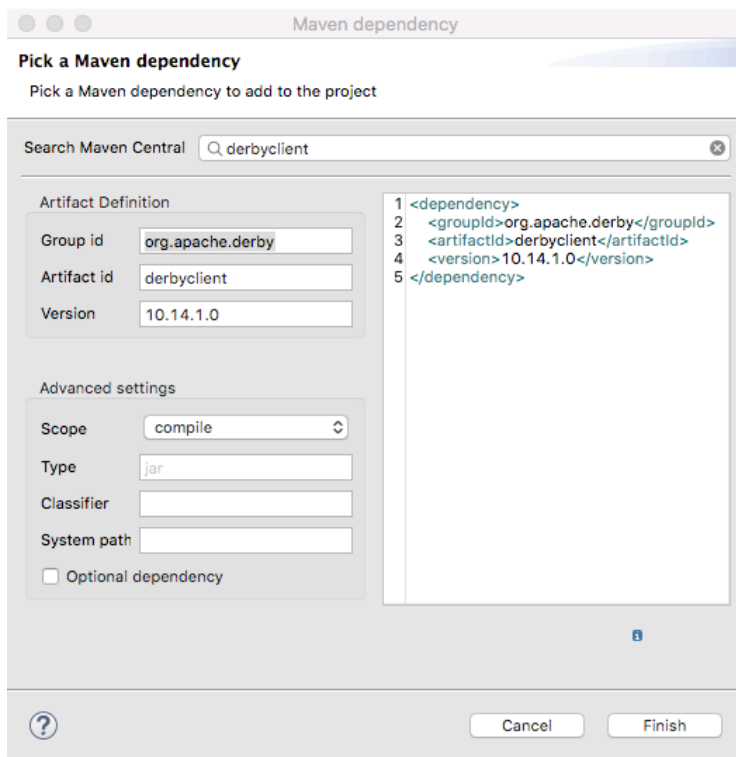 Maven dependency
Pick a Maven dependency
Pick a Maven dependency to add to the project
Search Maven Central derbyclient
Artifact Definition
Group id org.apache.derby
Artifact id derbyclient
Version 10.14.1.0
Advanced settings
Scope compile
Type jar
Classifier
System path
Optional dependency
1 <dependency>
2 <groupId>org.apache.derby</groupId>
3 <artifactId>derbyclient</artifactId>
4 <version>10.14.1.0</version>
5 </dependency>
i
?
Cancel Finish